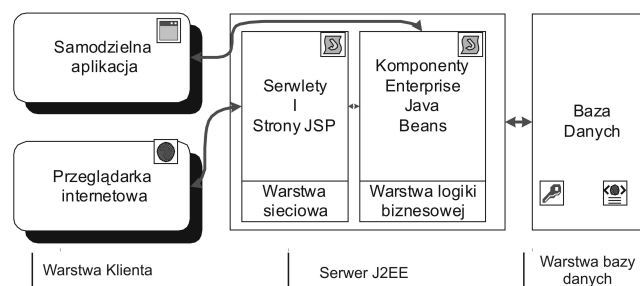 Samodzielna
aplikacja
Przeglądarka
internetowa
Serwlety
I
Strony JSP
Warstwa
sieciowa
Komponenty
Enterprise
Java
Beans
Warstwa logiki
biznesowej
Baza
Danych
Warstwa Klienta
Serwer J2EE
Warstwa bazy
danych